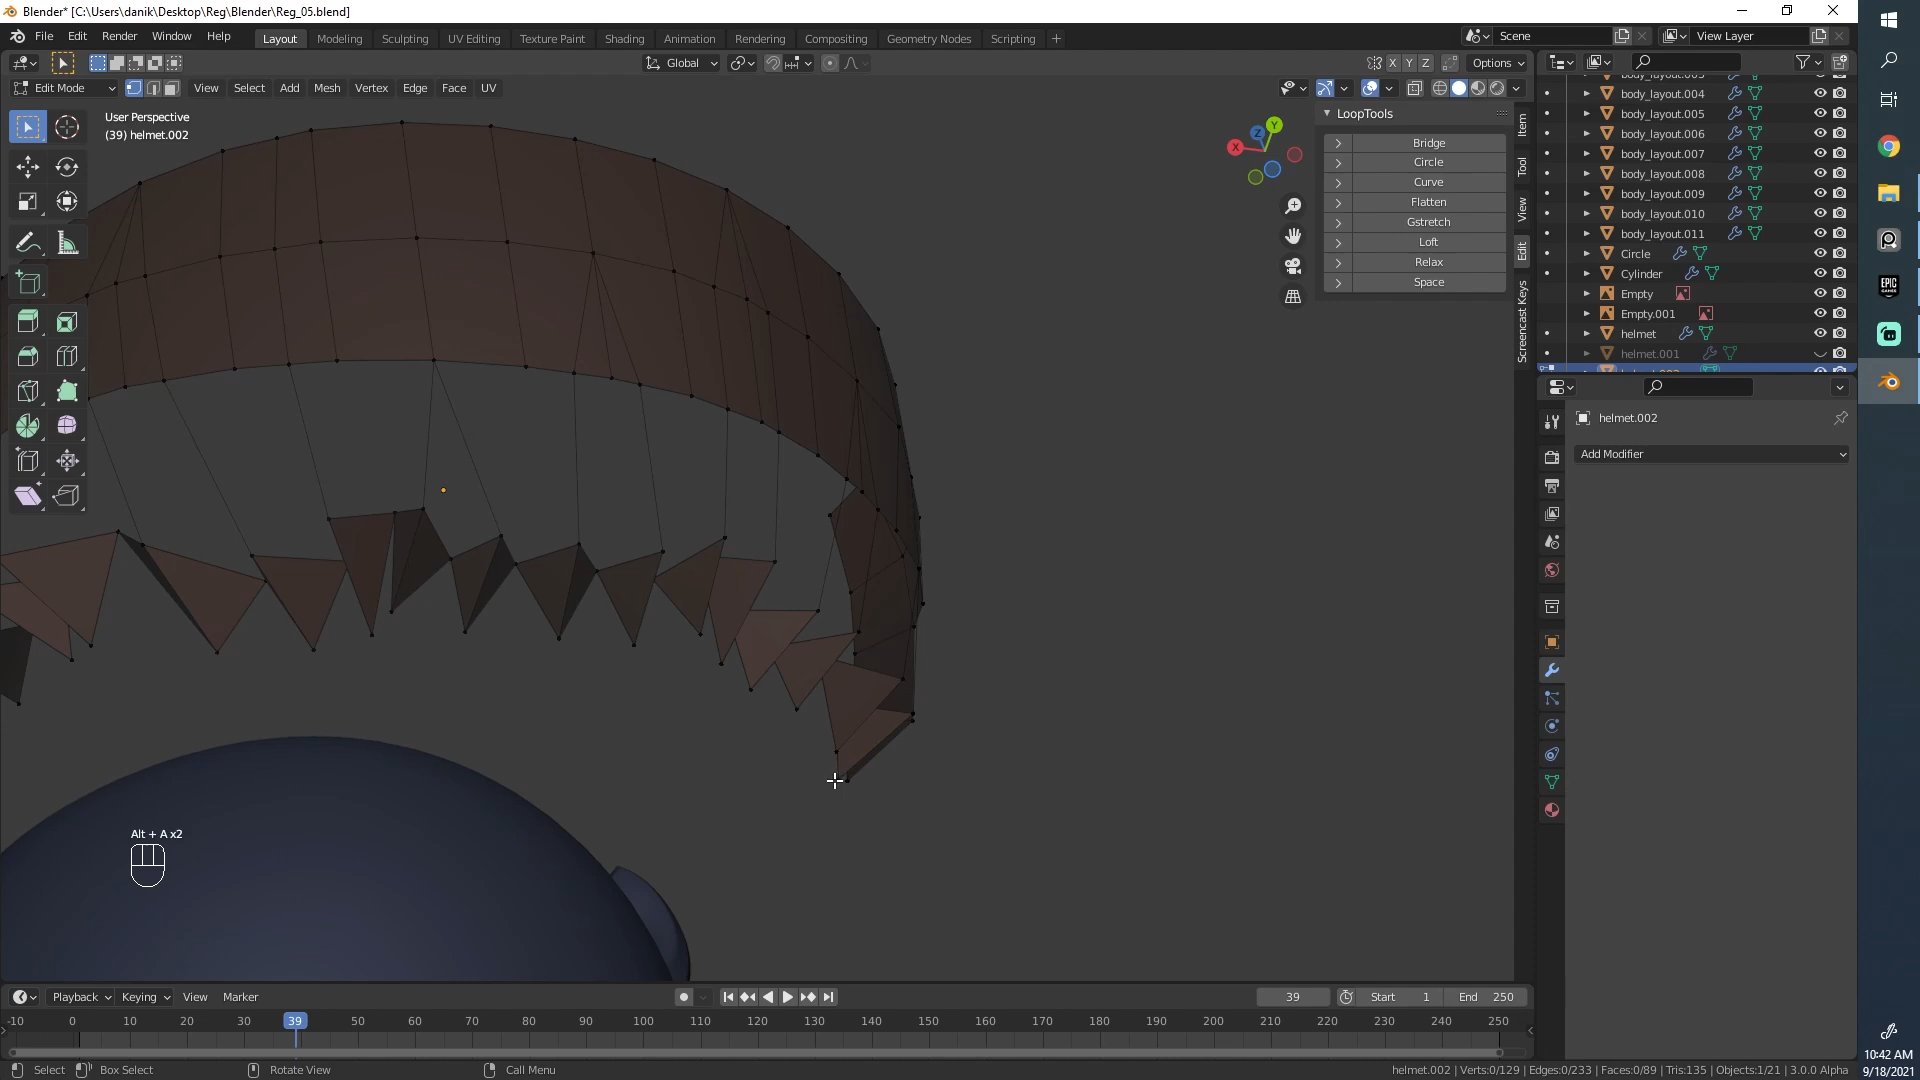 Blender* [C:\Users\danik\Desktop\Reg\Blender\Reg_05.blend]
File Edit Render Window Help Layout Modeling Sculpting UV Editing Texture Paint Shading Animation Rendering Compositing Geometry Nodes Scripting + Scene View Layer
Global X Y Z Options
Edit Mode View Select Add Mesh Vertex Edge Face UV
User Perspective
(39) helmet.002
LoopTools
Bridge
Circle
Curve
Flatten
Gstretch
Loft
Relax
Space
Item
Tool
View
Edit
Screencast Keys
X
Y
Z
body_layout.003
body_layout.004
body_layout.005
body_layout.006
body_layout.007
body_layout.008
body_layout.009
body_layout.010
body_layout.011
Circle
Cylinder
Empty
Empty.001
helmet
helmet.001
helmet.002
Add Modifier
EPIC
GAMES
Alt + A x2
Playback Keying View Marker 39 Start 1 End 250
-10 0 10 20 30 39 50 60 70 80 90 100 110 120 130 140 150 160 170 180 190 200 210 220 230 240 250
Select Box Select Rotate View Call Menu helmet.002 | Verts:0/129 | Edges:0/233 | Faces:0/89 | Tris:135 | Objects:1/21 | 3.0.0 Alpha
10:42 AM
9/18/2021